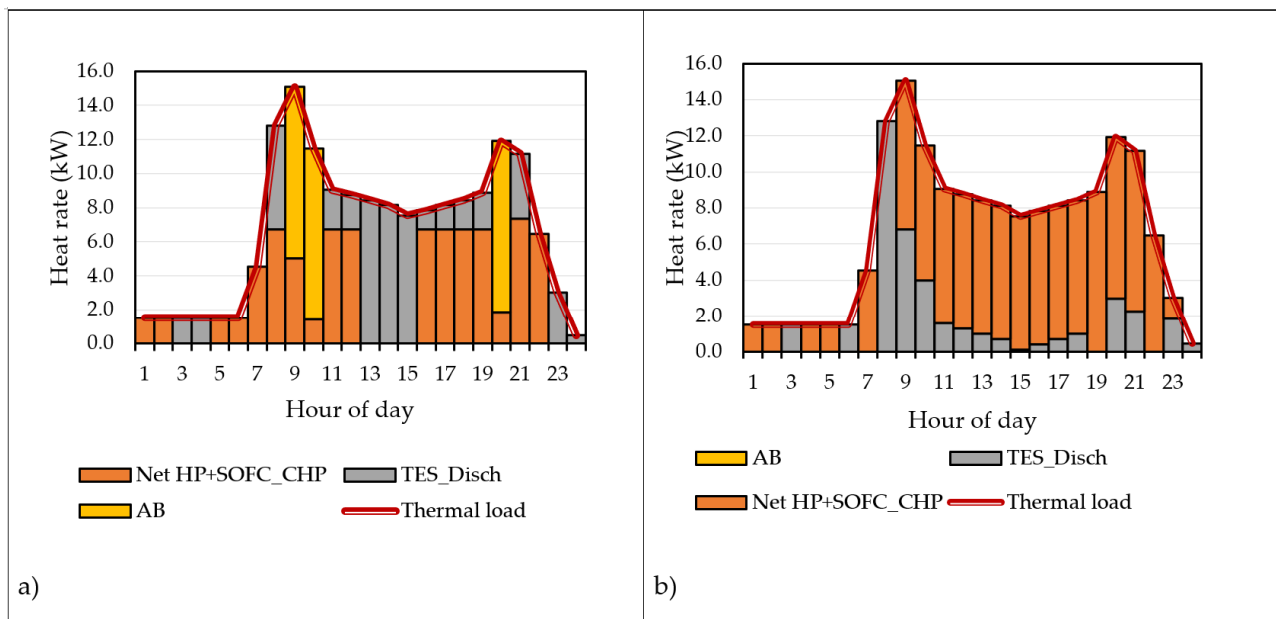 16.0
14.0
12.0
10.0
8.0
6.0
4.0
2.0
0.0
Heat rate (kW)
1 3 5 7 9 11 13 15 17 19 21 23
Hour of day
Net HP+SOFC_CHP TES_Disch
AB Thermal load
a)
16.0
14.0
12.0
10.0
8.0
6.0
4.0
2.0
0.0
Heat rate (kW)
1 3 5 7 9 11 13 15 17 19 21 23
Hour of day
AB TES_Disch
Net HP+SOFC_CHP Thermal load
b)